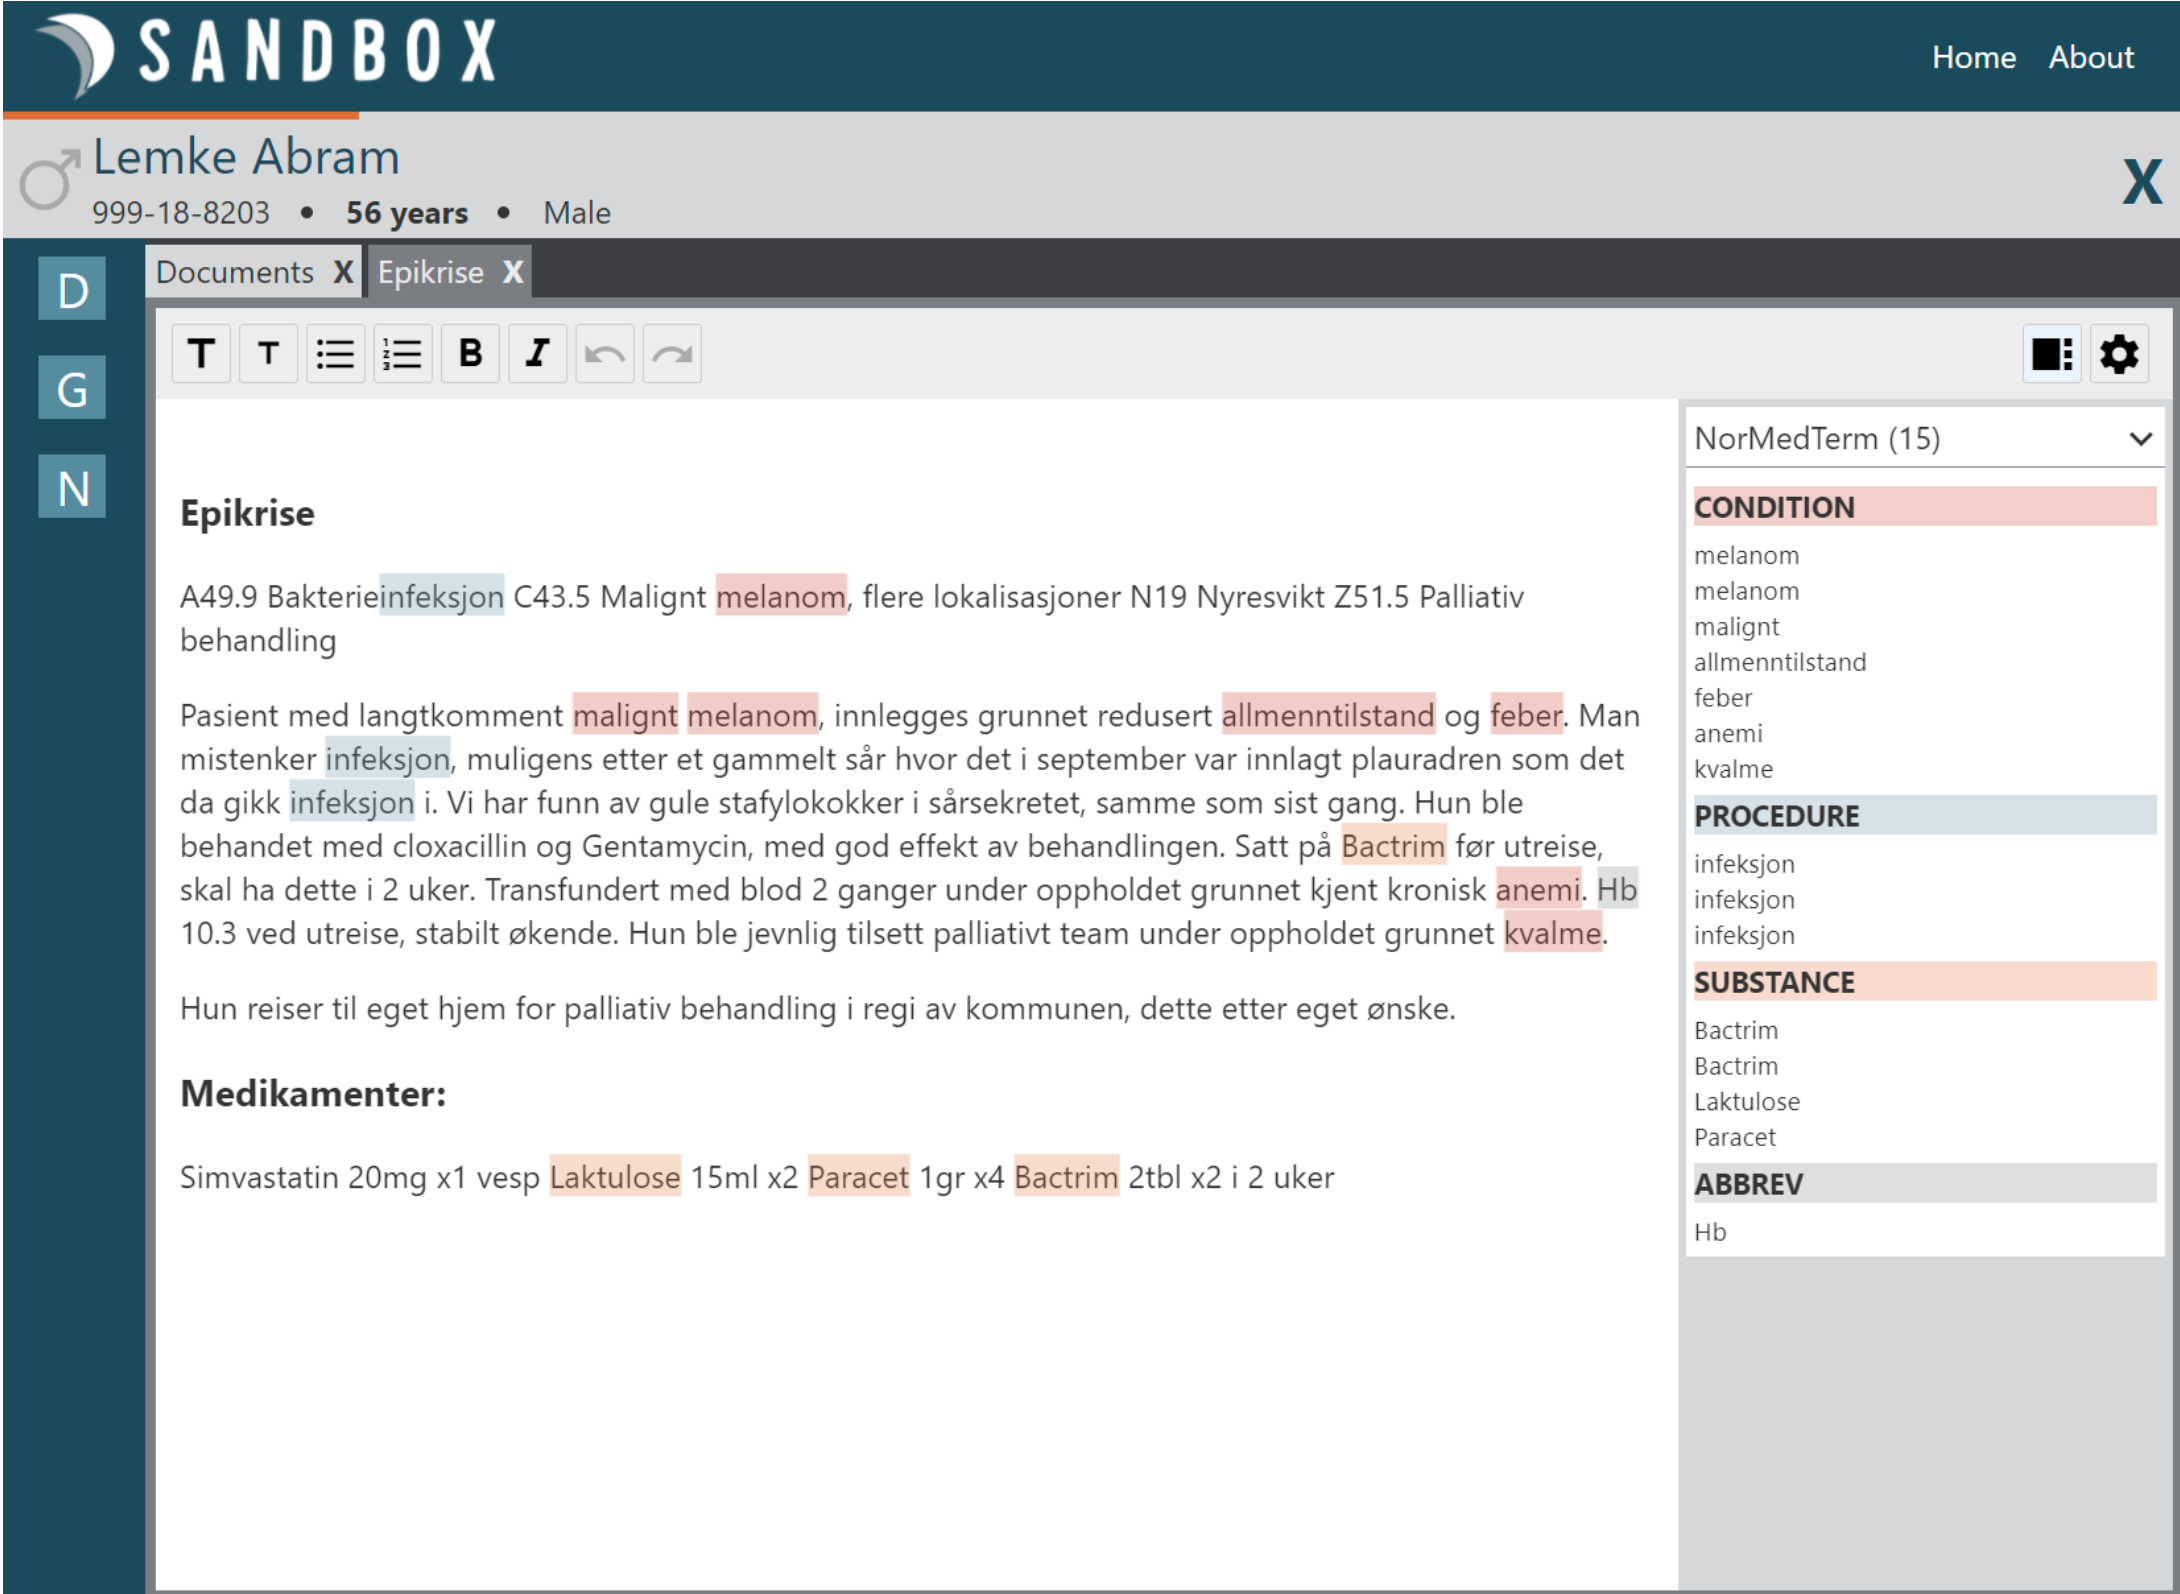 SANDBOX
Home About
Lemke Abram
999-18-8203 • 56 years • Male
X
D
G
N
Documents X Epikrise X
T T B I
Epikrise
A49.9 Bakterieinfeksjon C43.5 Malignt melanom, flere lokalisasjoner N19 Nyresvikt Z51.5 Palliativ
behandling
Pasient med langtkomment malignt melanom, innlegges grunnet redusert allmenntilstand og feber. Man
mistenker infeksjon, muligens etter et gammelt sår hvor det i september var innlagt plauradren som det
da gikk infeksjon i. Vi har funn av gule stafylokokker i sårsekretet, samme som sist gang. Hun ble
behandet med cloxacillin og Gentamycin, med god effekt av behandlingen. Satt på Bactrim før utreise,
skal ha dette i 2 uker. Transfundert med blod 2 ganger under oppholdet grunnet kjent kronisk anemi. Hb
10.3 ved utreise, stabilt økende. Hun ble jevnlig tilsett palliativt team under oppholdet grunnet kvalme.
Hun reiser til eget hjem for palliativ behandling i regi av kommunen, dette etter eget ønske.
Medikamenter:
Simvastatin 20mg x1 vesp Laktulose 15ml x2 Paracet 1gr x4 Bactrim 2tbl x2 i 2 uker
NorMedTerm (15)
CONDITION
melanom
melanom
malignt
allmenntilstand
feber
anemi
kvalme
PROCEDURE
infeksjon
infeksjon
infeksjon
SUBSTANCE
Bactrim
Bactrim
Laktulose
Paracet
ABBREV
Hb